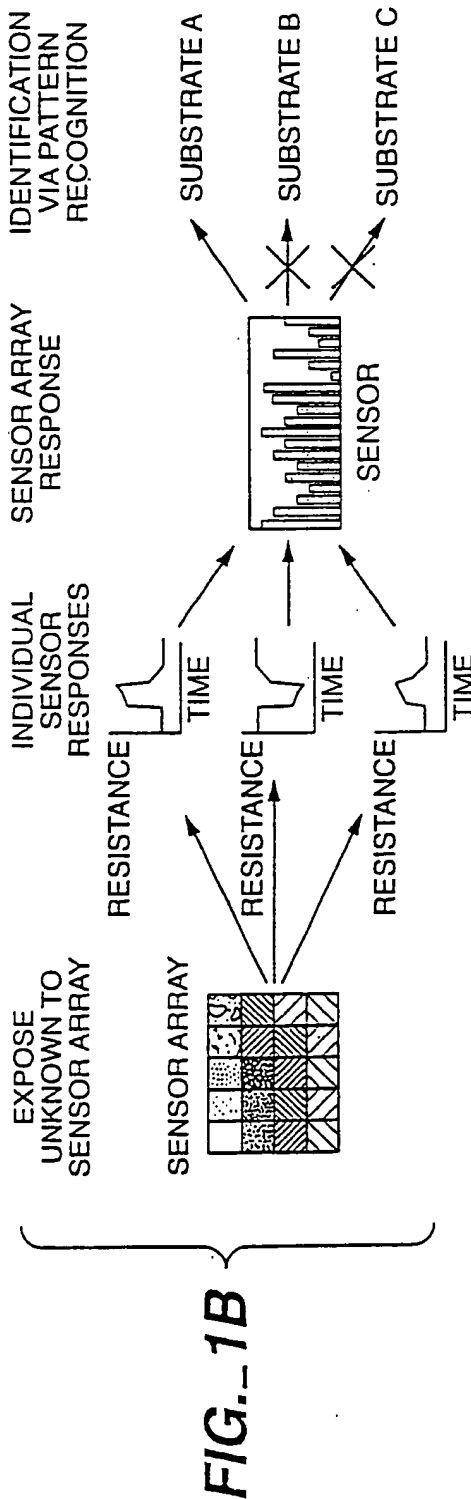 FIG._1B
EXPOSE
UNKNOWN TO
SENSOR ARRAY
SENSOR ARRAY
INDIVIDUAL
SENSOR
RESPONSES
RESISTANCE
TIME
RESISTANCE
TIME
RESISTANCE
TIME
SENSOR ARRAY
RESPONSE
SENSOR
IDENTIFICATION
VIA PATTERN
RECOGNITION
SUBSTRATE A
SUBSTRATE B
SUBSTRATE C